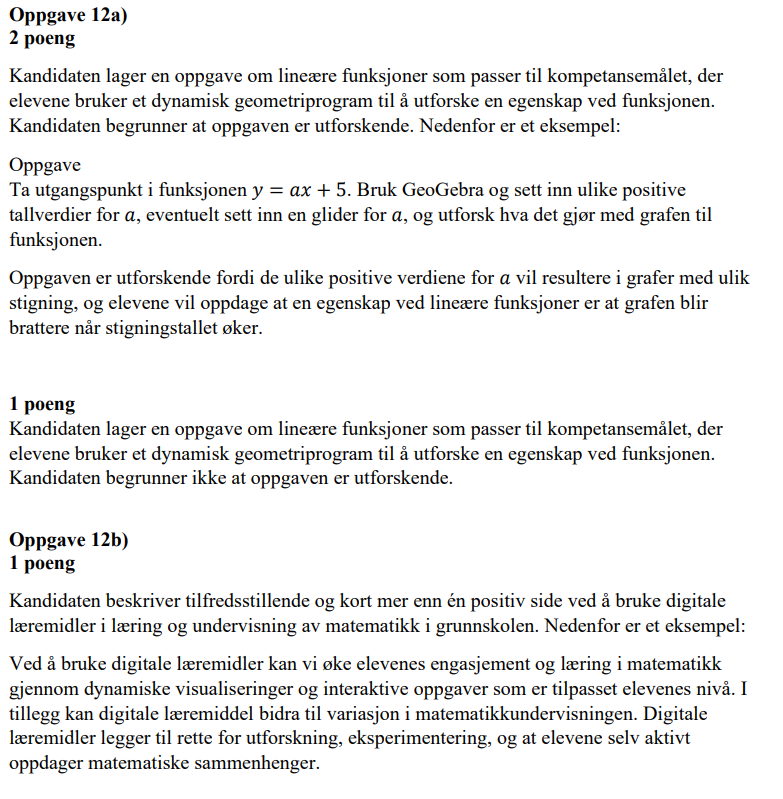 Oppgave 12a)
2 poeng
Kandidaten lager en oppgave om lineære funksjoner som passer til kompetansemålet, der
elevene bruker et dynamisk geometriprogram til å utforske en egenskap ved funksjonen.
Kandidaten begrunner at oppgaven er utforskende. Nedenfor er et eksempel:
Oppgave
Ta utgangspunkt i funksjonen y = ax + 5. Bruk GeoGebra og sett inn ulike positive
tallverdier for a, eventuelt sett inn en glider for a, og utforsk hva det gjør med grafen til
funksjonen.
Oppgaven er utforskende fordi de ulike positive verdiene for a vil resultere i grafer med ulik
stigning, og elevene vil oppdage at en egenskap ved lineære funksjoner er at grafen blir
brattere når stigningstallet øker.
1 poeng
Kandidaten lager en oppgave om lineære funksjoner som passer til kompetansemålet, der
elevene bruker et dynamisk geometriprogram til å utforske en egenskap ved funksjonen.
Kandidaten begrunner ikke at oppgaven er utforskende.
Oppgave 12b)
1 poeng
Kandidaten beskriver tilfredsstillende og kort mer enn én positiv side ved å bruke digitale
læremidler i læring og undervisning av matematikk i grunnskolen. Nedenfor er et eksempel:
Ved å bruke digitale læremidler kan vi øke elevenes engasjement og læring i matematikk
gjennom dynamiske visualiseringer og interaktive oppgaver som er tilpasset elevenes nivå. I
tillegg kan digitale læremiddel bidra til variasjon i matematikkundervisningen. Digitale
læremidler legger til rette for utforskning, eksperimentering, og at elevene selv aktivt
oppdager matematiske sammenhenger.